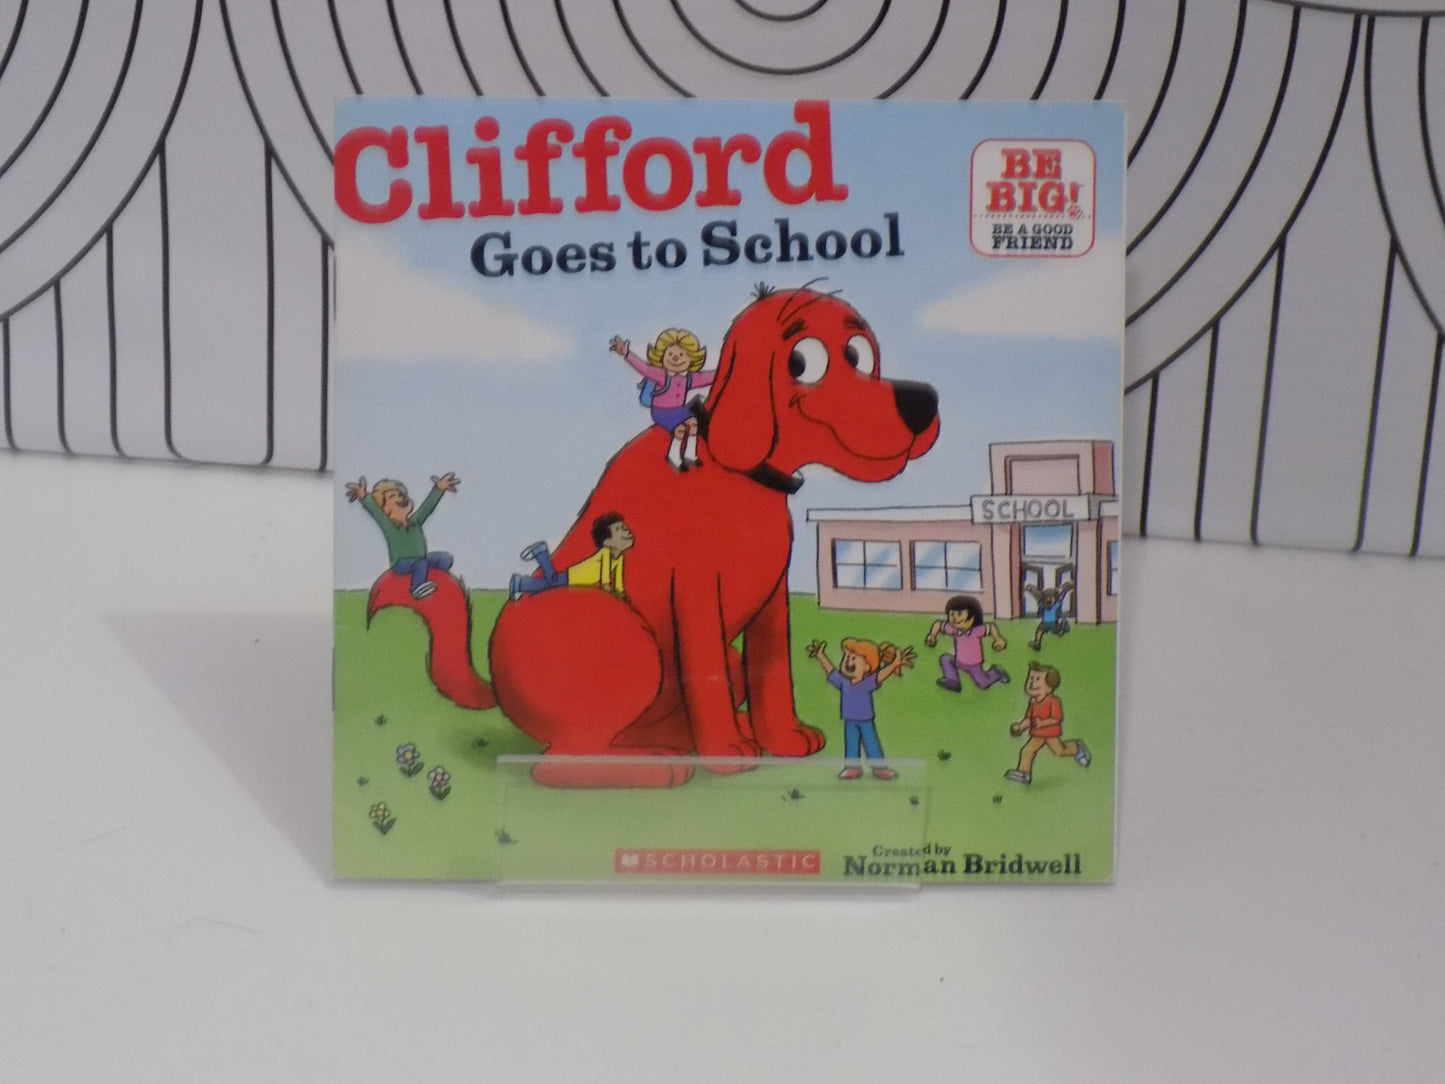 Clifford
Goes to School
BE
BIG!
BE A GOOD
FRIEND
SCHOOL
SCHOLASTIC
Created by
Norman Bridwell